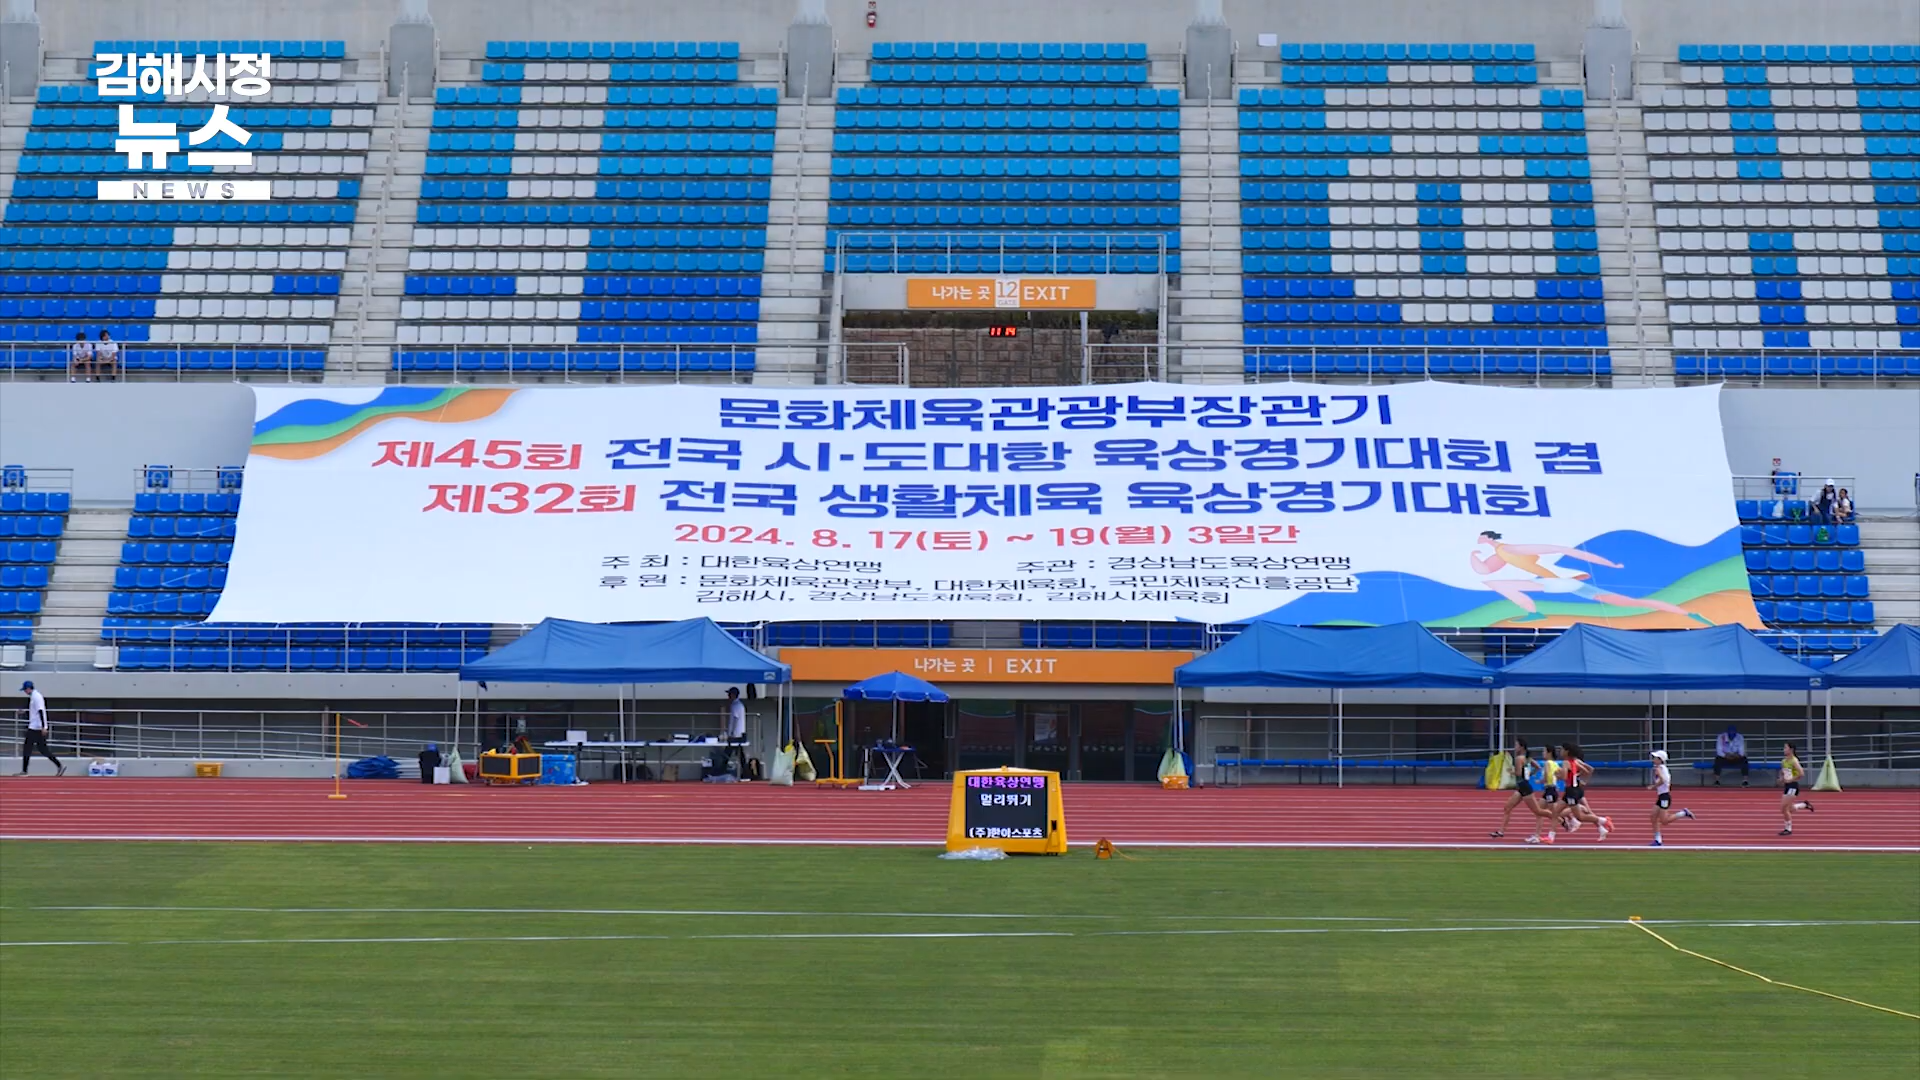 김해시정
뉴스
NEWS
나가는 곳 12 GATE EXIT
11 14
문화체육관광부장관기
제45회 전국 시·도대항 육상경기대회 겸
제32회 전국 생활체육 육상경기대회
2024. 8. 17(토) ~ 19(월) 3일간
주 최 : 대한육상연맹 주관 : 경상남도육상연맹
후 원 : 문화체육관광부, 대한체육회, 국민체육진흥공단
김해시, 경상남도체육회, 김해시체육회
나가는 곳 | EXIT
대한육상연맹
멀리뛰기
(주)한아스포츠